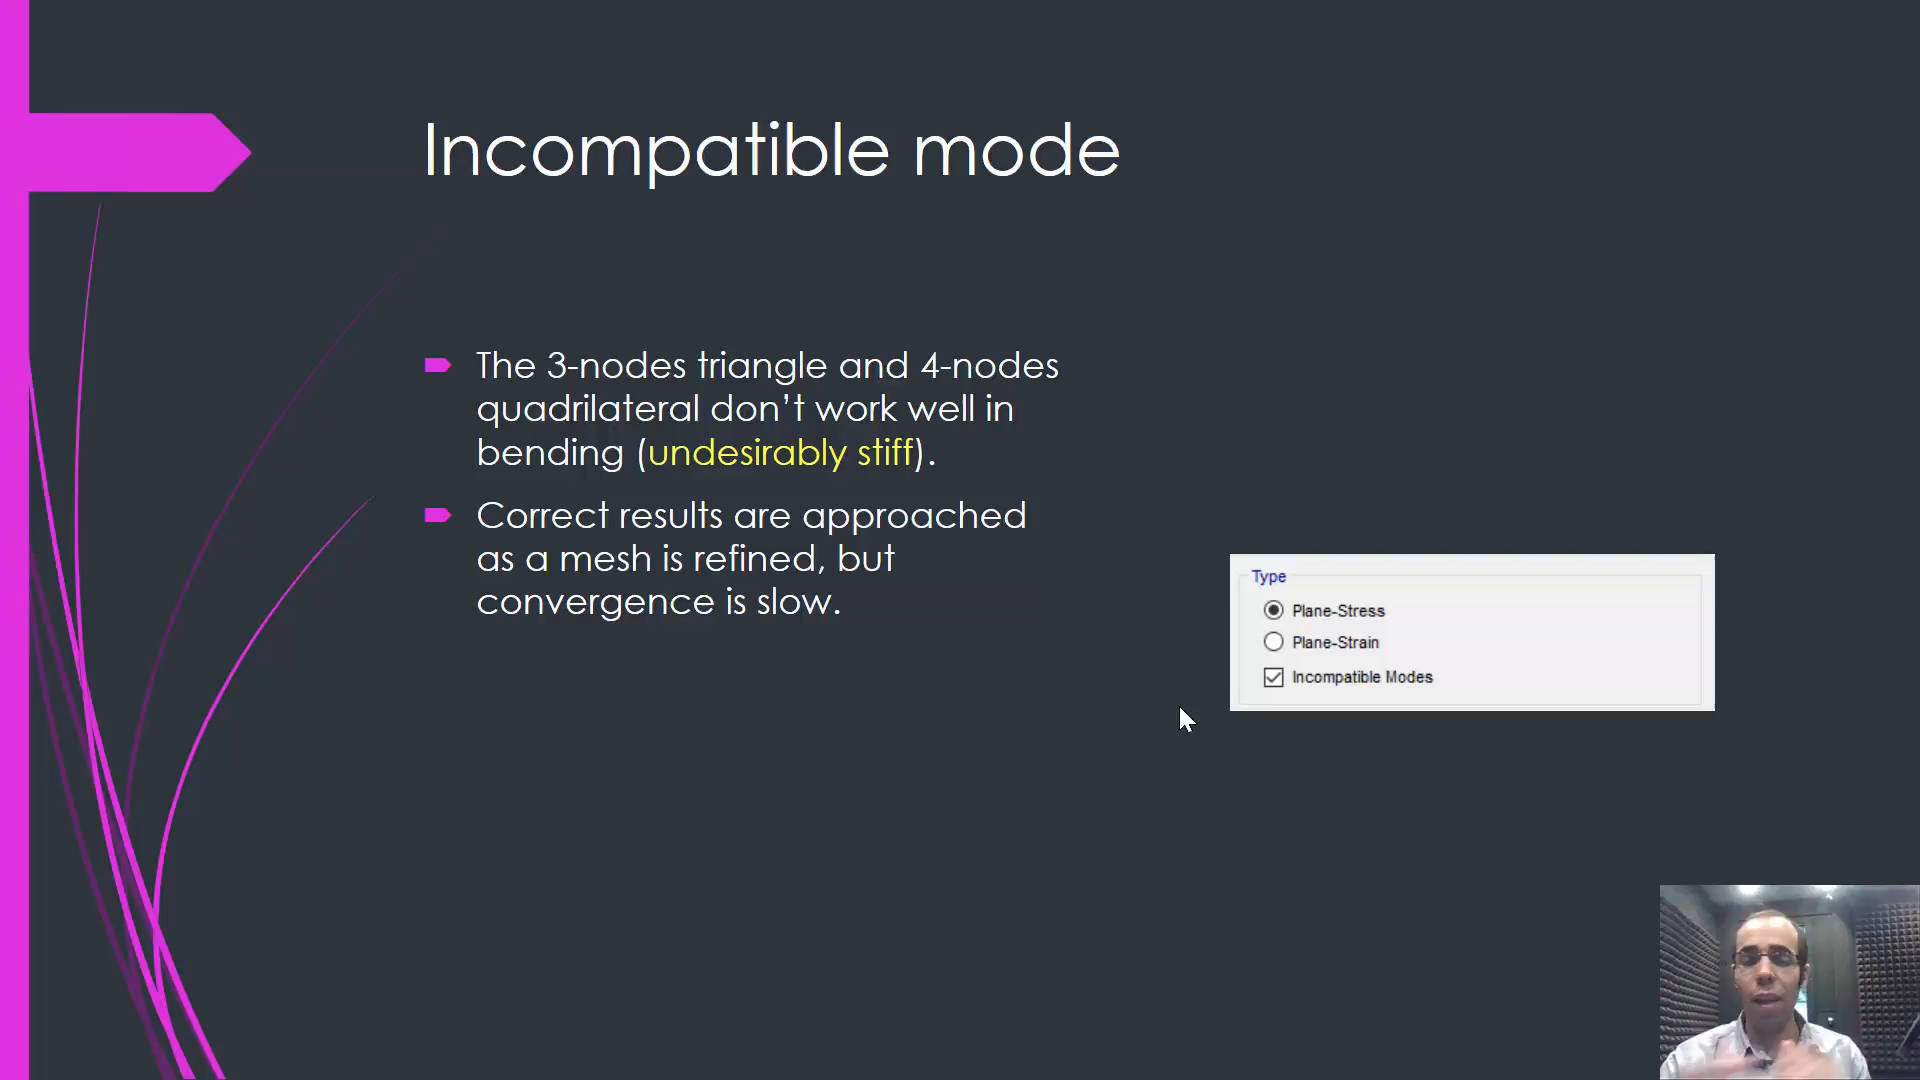 Incompatible mode
The 3-nodes triangle and 4-nodes
quadrilateral don’t work well in
bending (undesirably stiff).
Correct results are approached
as a mesh is refined, but
convergence is slow.
Type
Plane-Stress
Plane-Strain
Incompatible Modes